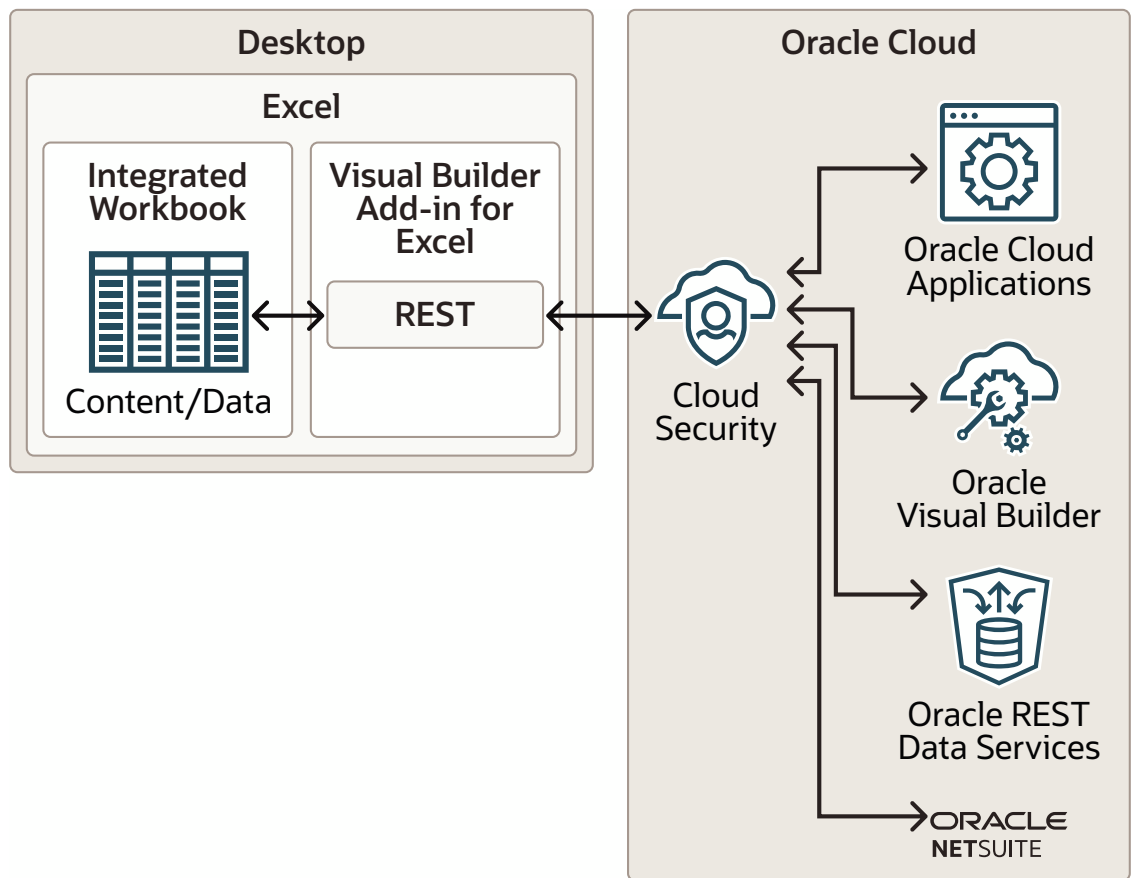 Desktop
Excel
Integrated
Workbook
Content/Data
Visual Builder
Add-in for
Excel
REST
Oracle Cloud
Cloud
Security
Oracle Cloud
Applications
Oracle
Visual Builder
Oracle REST
Data Services
ORACLE
NETSUITE